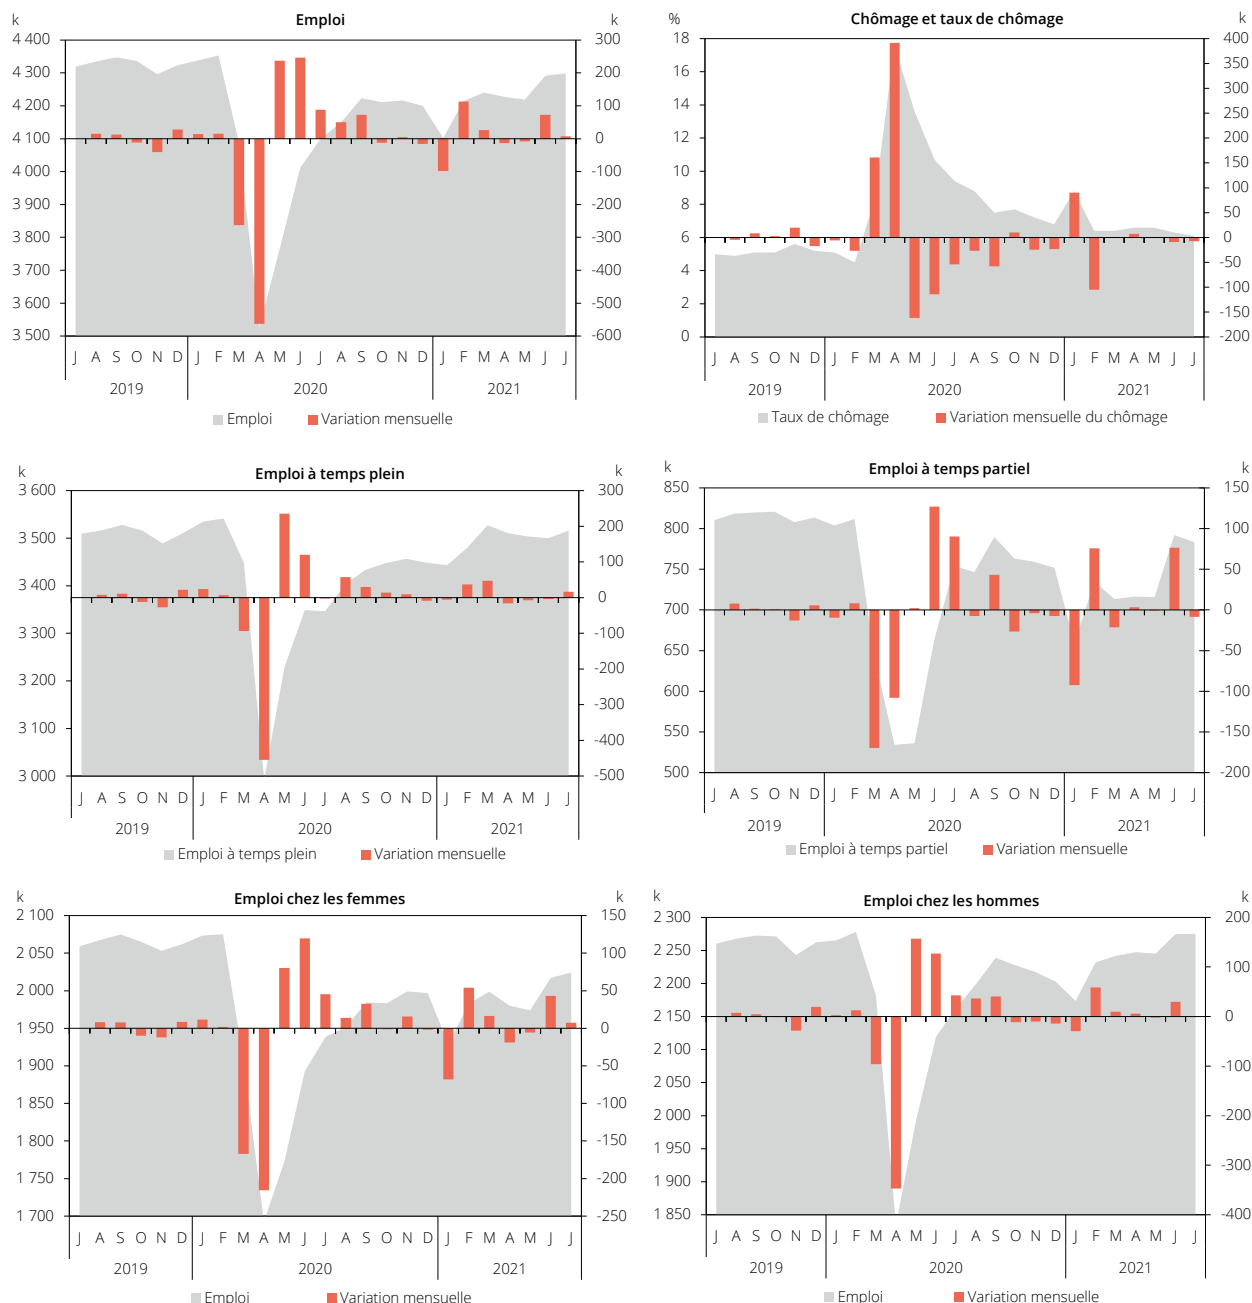 Emploi
k k
4 400 300
4 300 200
4 200 100
4 100 0
4 000 -100
3 900 -200
3 800 -300
3 700 -400
3 600 -500
3 500 -600
J A S O N D J F M A M J J A S O N D J F M A M J J
2019 2020 2021
Emploi Variation mensuelle
Chômage et taux de chômage
% k
18 400
16 350
14 300
12 250
10 200
8 150
6 100
4 50
2 0
0 -50
-100
-150
-200
J A S O N D J F M A M J J A S O N D J F M A M J J
2019 2020 2021
Taux de chômage Variation mensuelle du chômage
Emploi à temps plein
k k
3 600 300
3 500 200
3 400 100
3 300 0
3 200 -100
3 100 -200
3 000 -300
-400
-500
J A S O N D J F M A M J J A S O N D J F M A M J J
2019 2020 2021
Emploi à temps plein Variation mensuelle
Emploi à temps partiel
k k
850 150
800 100
750 50
700 0
650 -50
600 -100
550 -150
500 -200
J A S O N D J F M A M J J A S O N D J F M A M J J
2019 2020 2021
Emploi à temps partiel Variation mensuelle
Emploi chez les femmes
k k
2 100 150
2 050 100
2 000 50
1 950 0
1 900 -50
1 850 -100
1 800 -150
1 750 -200
1 700 -250
J A S O N D J F M A M J J A S O N D J F M A M J J
2019 2020 2021
Emploi Variation mensuelle
Emploi chez les hommes
k k
2 300 200
2 250 100
2 200 0
2 150 -100
2 100 -200
2 050 -300
2 000 -400
1 950
1 900
1 850
J A S O N D J F M A M J J A S O N D J F M A M J J
2019 2020 2021
Emploi Variation mensuelle